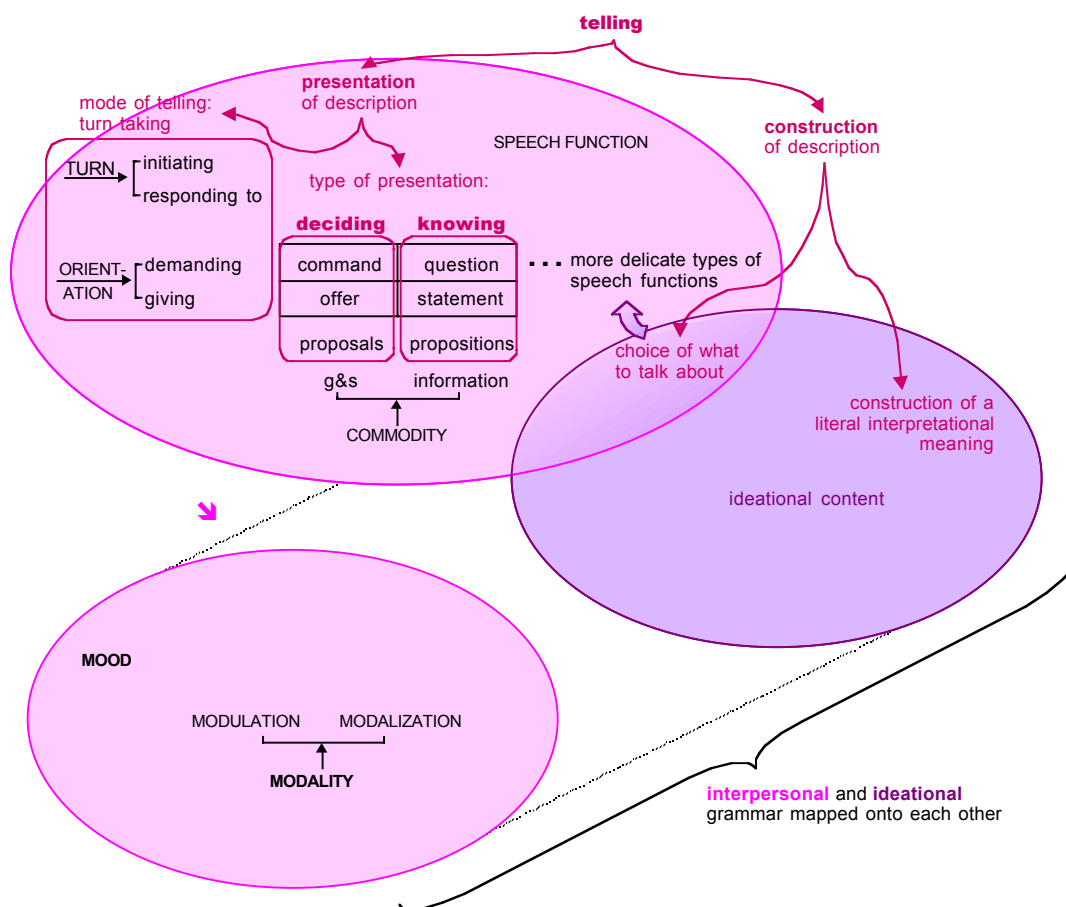 telling
presentation
of description
mode of telling:
turn taking
construction
of description
SPEECH FUNCTION
TURN
initiating
responding to
type of presentation:
deciding
knowing
ORIENT-
ATION
demanding
giving
command
question
offer
statement
proposals
propositions
... more delicate types of
speech functions
choice of what
to talk about
g&s
information
COMMODITY
construction of a
literal interpretational
meaning
ideational content
MOOD
MODULATION
MODALIZATION
MODALITY
interpersonal and ideational
grammar mapped onto each other